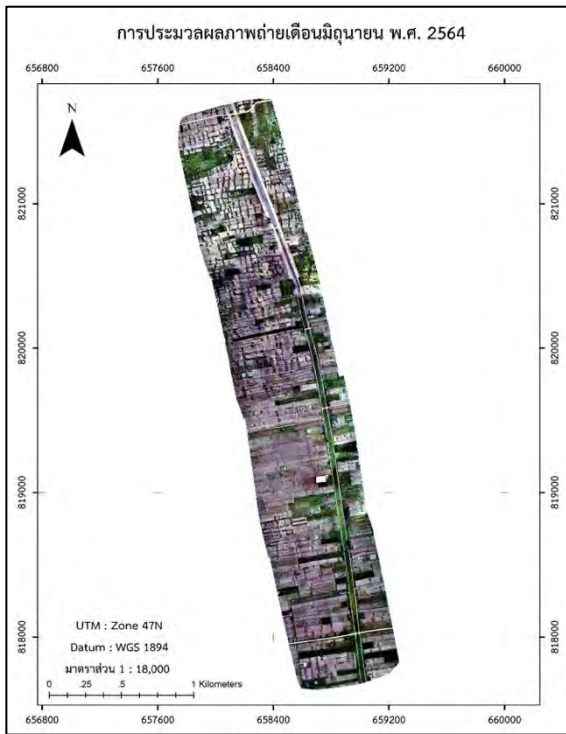 การประมวลผลภาพถ่ายเดือนมิถุนายน พ.ศ. 2564
656800 657600 658400 659200 660000
N
821000 821000
820000 820000
819000 819000
818000 818000
UTM : Zone 47N
Datum : WGS 1894
มาตราส่วน 1 : 18,000
0 .25 .5 1 Kilometers
656800 657600 658400 659200 660000